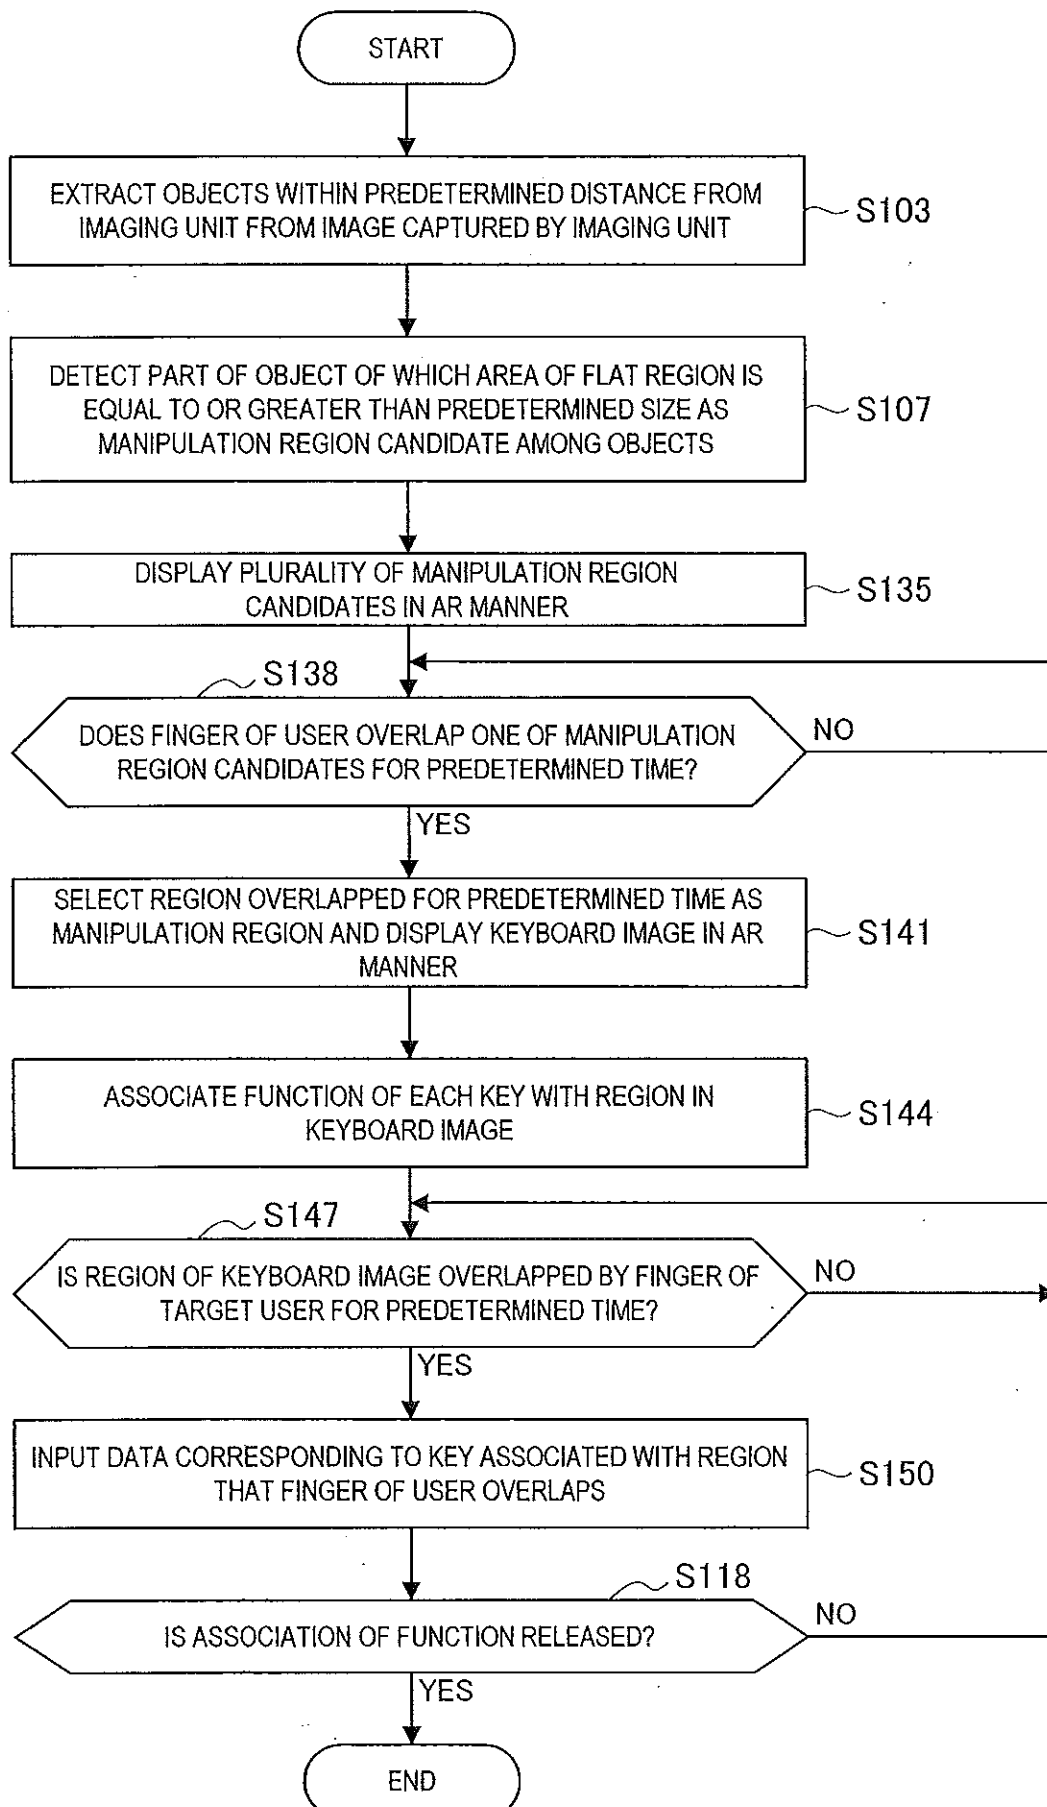 START
EXTRACT OBJECTS WITHIN PREDETERMINED DISTANCE FROM
IMAGING UNIT FROM IMAGE CAPTURED BY IMAGING UNIT
S103
DETECT PART OF OBJECT OF WHICH AREA OF FLAT REGION IS
EQUAL TO OR GREATER THAN PREDETERMINED SIZE AS
MANIPULATION REGION CANDIDATE AMONG OBJECTS
S107
DISPLAY PLURALITY OF MANIPULATION REGION
CANDIDATES IN AR MANNER
S135
S138
DOES FINGER OF USER OVERLAP ONE OF MANIPULATION
REGION CANDIDATES FOR PREDETERMINED TIME?
NO
YES
SELECT REGION OVERLAPPED FOR PREDETERMINED TIME AS
MANIPULATION REGION AND DISPLAY KEYBOARD IMAGE IN AR
MANNER
S141
ASSOCIATE FUNCTION OF EACH KEY WITH REGION IN
KEYBOARD IMAGE
S144
S147
IS REGION OF KEYBOARD IMAGE OVERLAPPED BY FINGER OF
TARGET USER FOR PREDETERMINED TIME?
NO
YES
INPUT DATA CORRESPONDING TO KEY ASSOCIATED WITH REGION
THAT FINGER OF USER OVERLAPS
S150
S118
IS ASSOCIATION OF FUNCTION RELEASED?
NO
YES
END